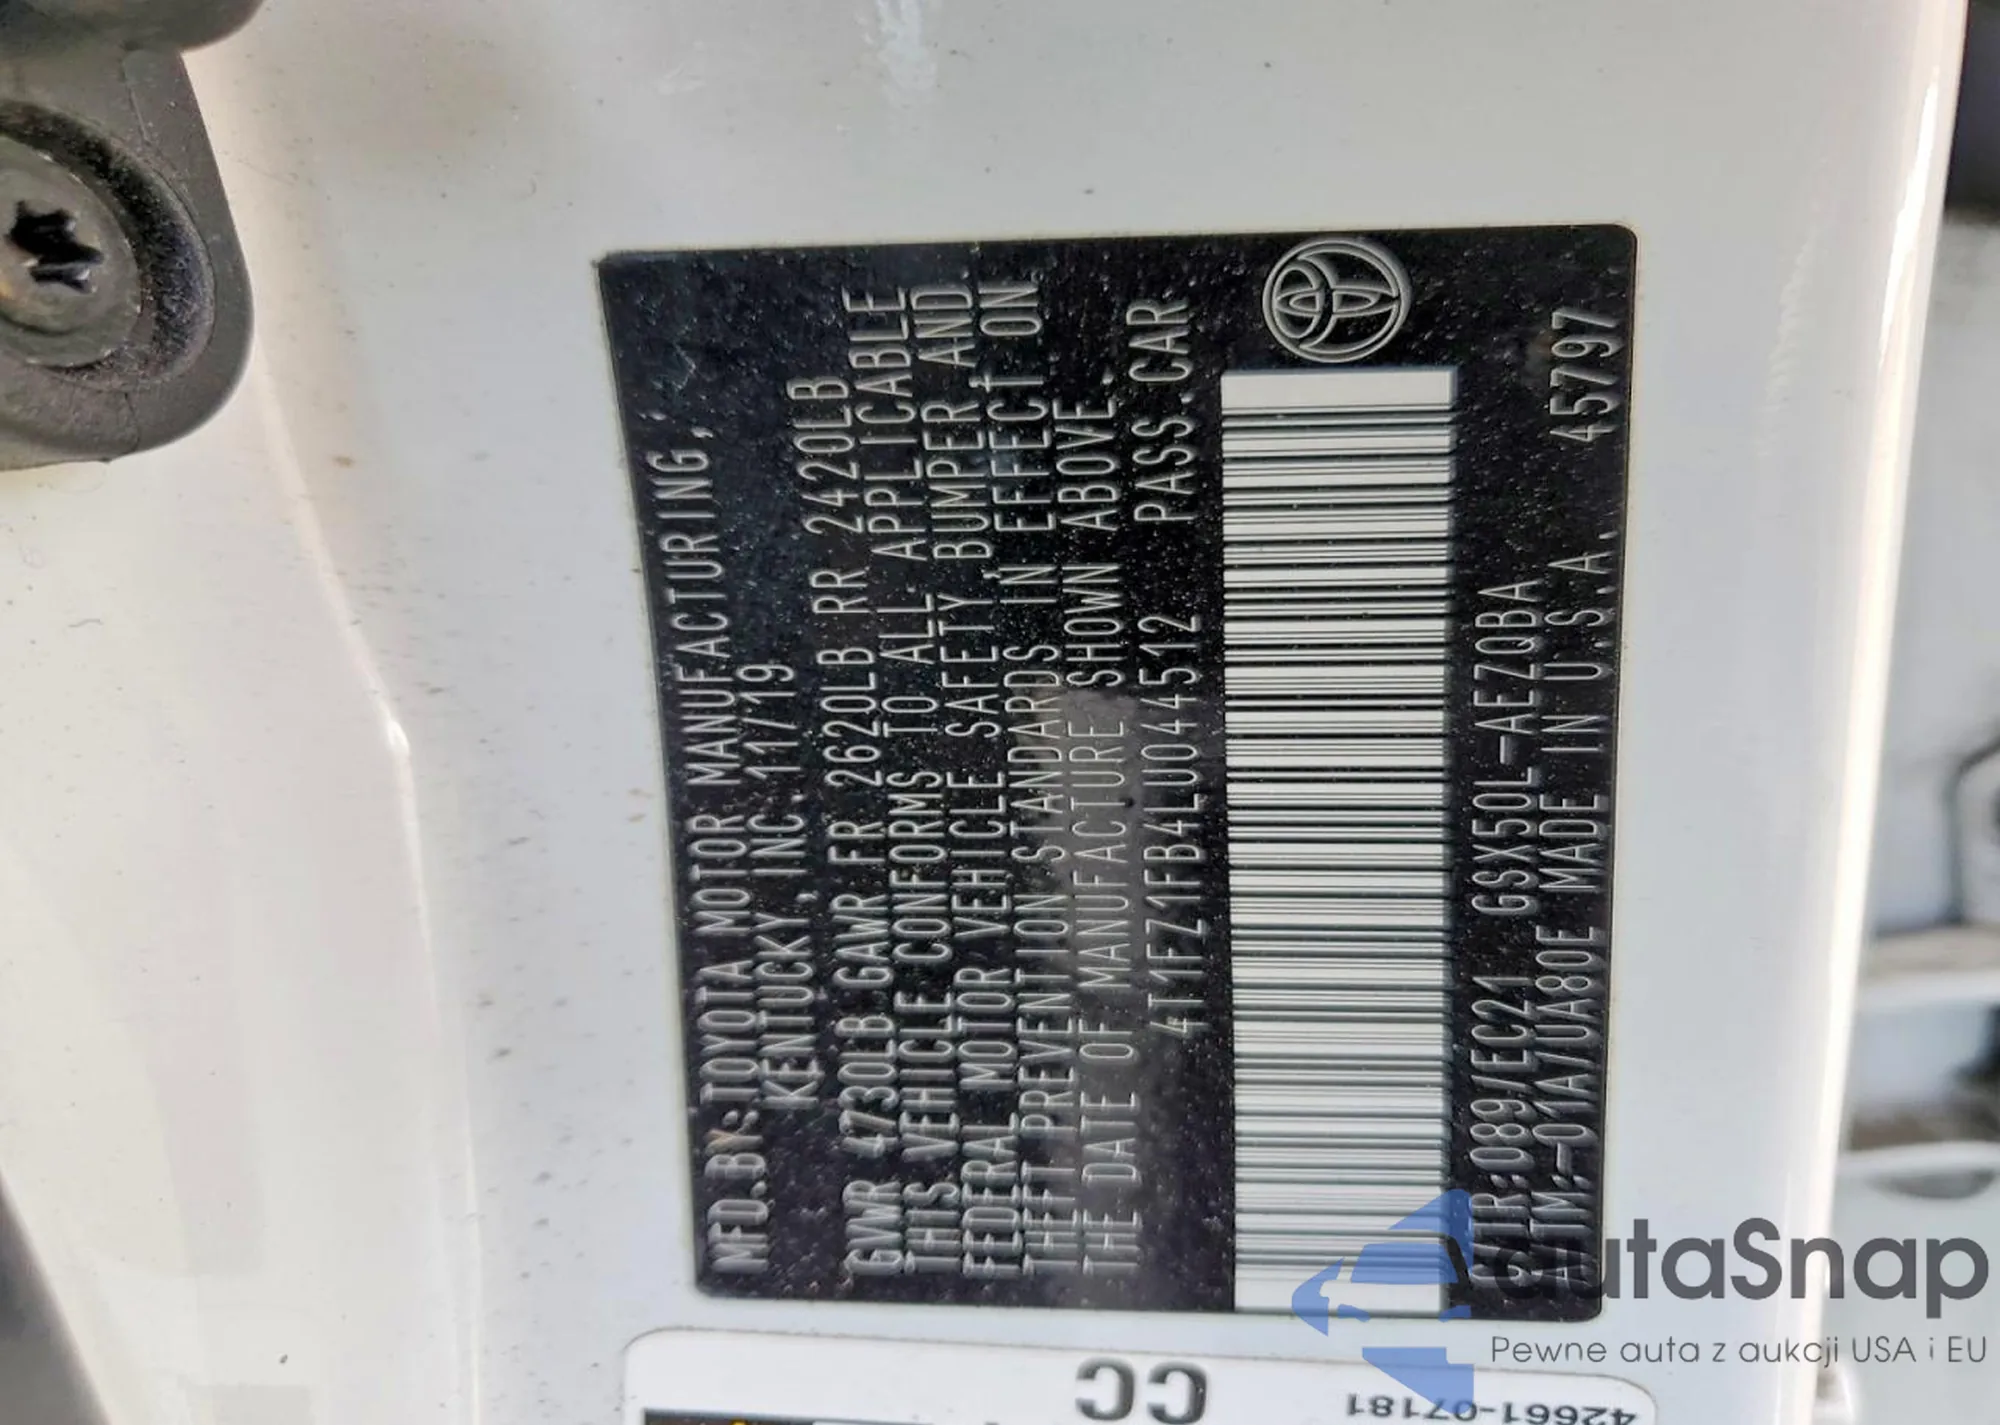 MFD.BY:TOYOTA MOTOR MANUFACTURING,
KENTUCKY,INC.11/19
GVWR 4730LB GAWR FR 2620LB RR 2420LB
THIS VEHICLE CONFORMS TO ALL APPLICABLE
FEDERAL MOTOR VEHICLE SAFETY, BUMPER, AND
THEFT PREVENTION STANDARDS IN EFFECT ON
THE DATE OF MANUFACTURE SHOWN ABOVE.
4T1FZ1FB4LU044512 PASS.CAR
C/TR:089/EC21 GSX50L-AEZQBA
A/TM:-01A/UA80E MADE IN U.S.A. 45797
CC
42661-07181
autaSnap
Pewne auta z aukcji USA i EU